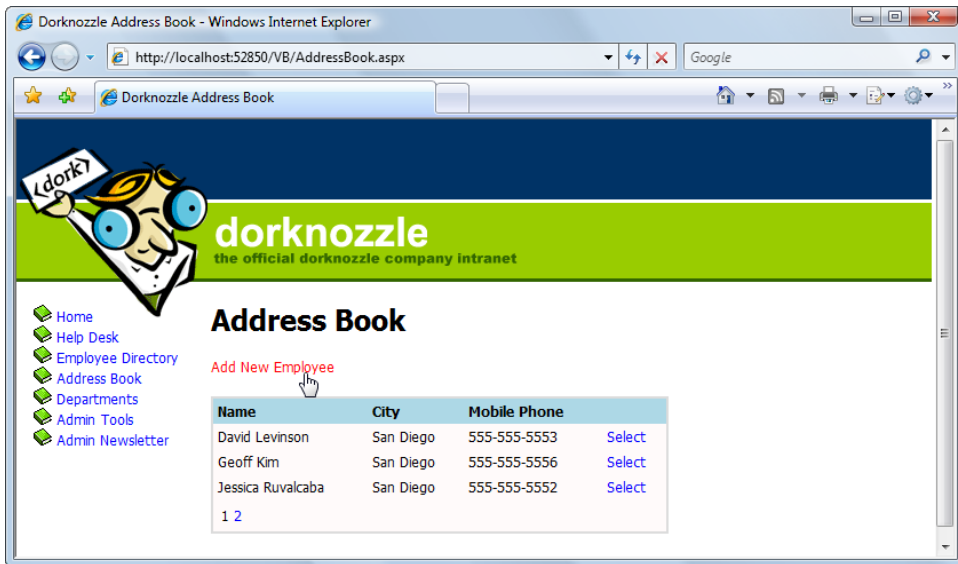 Dorknozzle Address Book - Windows Internet Explorer
http://localhost:52850/VB/AddressBook.aspx
Google
Dorknozzle Address Book
<dork>
dorknozzle
the official dorknozzle company intranet
Home
Help Desk
Employee Directory
Address Book
Departments
Admin Tools
Admin Newsletter
Address Book
Add New Employee
Name City Mobile Phone
David Levinson San Diego 555-555-5553 Select
Geoff Kim San Diego 555-555-5556 Select
Jessica Ruvalcaba San Diego 555-555-5552 Select
1 2